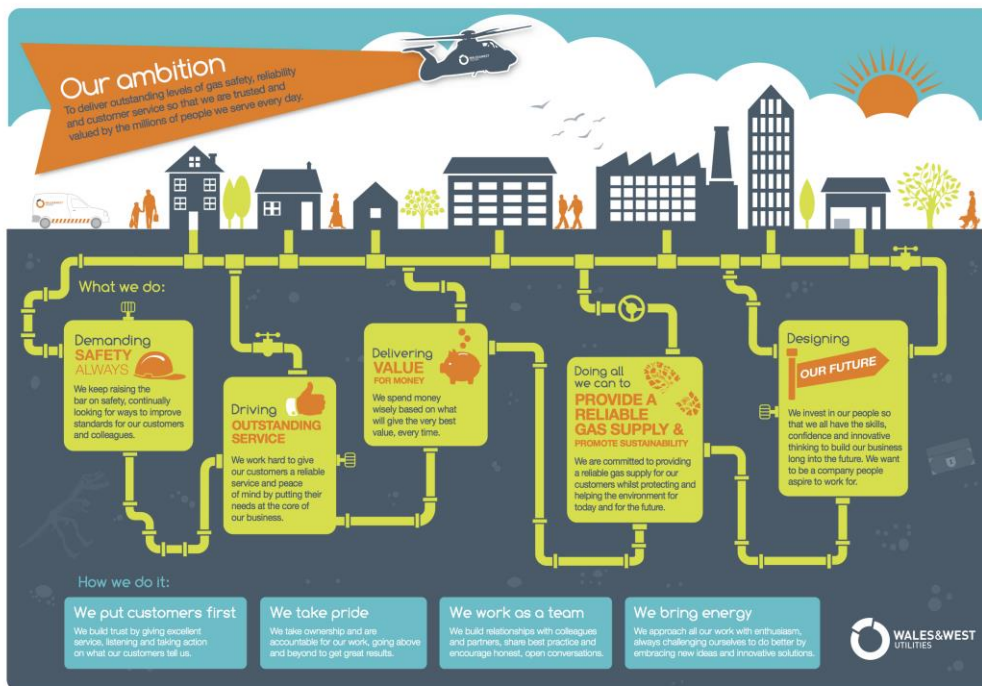 Our ambition
To deliver outstanding levels of gas safety, reliability
and customer service so that we are trusted and
valued by the millions of people we serve every day.
What we do:
Demanding
SAFETY
ALWAYS
We keep raising the
bar on safety, continually
looking for ways to improve
standards for our customers
and colleagues.
Driving
OUTSTANDING
SERVICE
We work hard to give
our customers a reliable
service and peace
of mind by putting their
needs at the core of
our business.
Delivering
VALUE
FOR MONEY
We spend money
wisely based on what
will give the very best
value, every time.
Doing all
we can to
PROVIDE A
RELIABLE
GAS SUPPLY &
PROMOTE SUSTAINABILITY
We are committed to providing
a reliable gas supply for our
customers whilst protecting and
helping the environment for
today and for the future.
Designing
OUR FUTURE
We invest in our people so
that we all have the skills,
confidence and innovative
thinking to build our business
long into the future. We want
to be a company people
aspire to work for.
How we do it:
We put customers first
We build trust by giving excellent
service, listening and taking action
on what our customers tell us.
We take pride
We take ownership and are
accountable for our work, going above
and beyond to get great results.
We work as a team
We build relationships with colleagues
and partners, share best practice and
encourage honest, open conversations.
We bring energy
We approach all our work with enthusiasm,
always challenging ourselves to do better by
embracing new ideas and innovative solutions.
WALES&WEST
UTILITIES